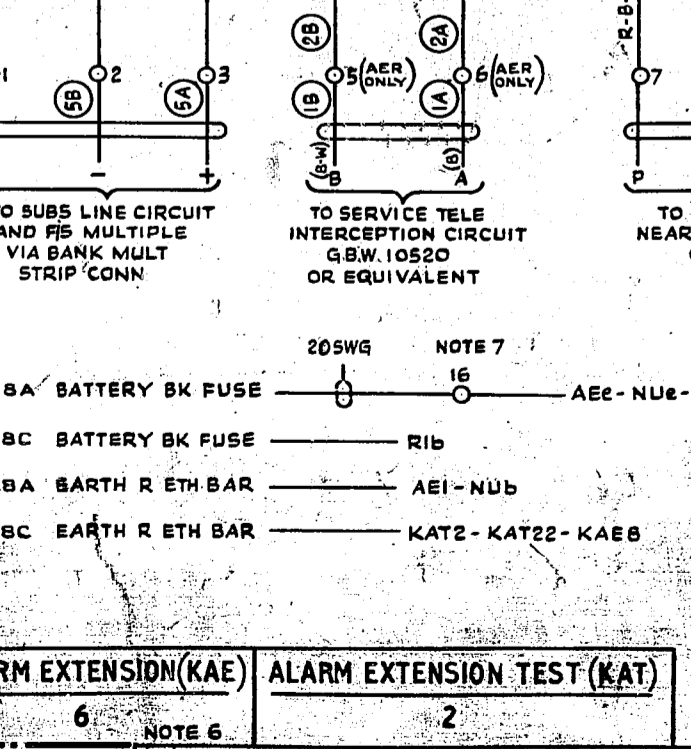 R-B-
2B 2A
1 2 3 5 (AER ONLY) 6 (AER ONLY) 7
5B 5A 1B 1A
(B-W) (B)
- + B A P
O SUBS LINE CIRCUIT
AND F/S MULTIPLE
VIA BANK MULT
STRIP CONN
TO SERVICE TELE
INTERCEPTION CIRCUIT
G.B.W. 10520
OR EQUIVALENT
TO
NEAR
20SWG NOTE 7
16
8A BATTERY BK FUSE AEe-NUe-
8C BATTERY BK FUSE R1b
8A EARTH R ETH BAR AE1-NUb
8C EARTH R ETH BAR KAT2-KAT22-KAE8
RM EXTENSION (KAE)
6
NOTE 6
ALARM EXTENSION TEST (KAT)
2